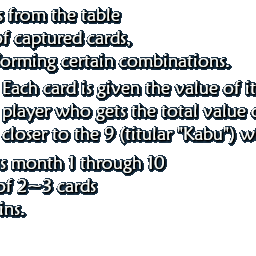 s from the table
of captured cards,
orming certain combinations.
Each card is given the value of it
player who gets the total value
closer to the 9 (titular "Kabu") w
s month 1 through 10
of 2~3 cards
ins.